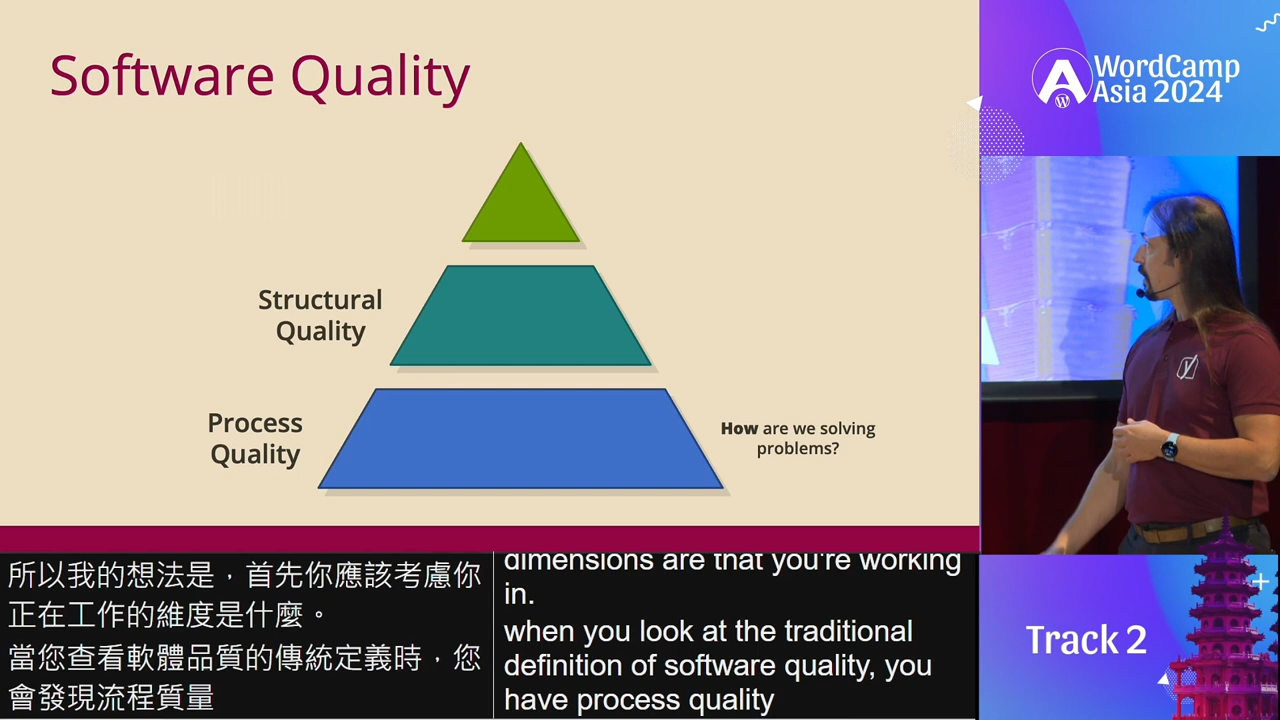 Software Quality
Structural
Quality
Process
Quality
How are we solving
problems?
WordCamp
Asia 2024
所以我的想法是，首先你應該考慮你
正在工作的維度是什麼。
當您查看軟體品質的傳統定義時，您
會發現流程質量
dimensions are that you're working
in.
when you look at the traditional
definition of software quality, you
have process quality
Track 2